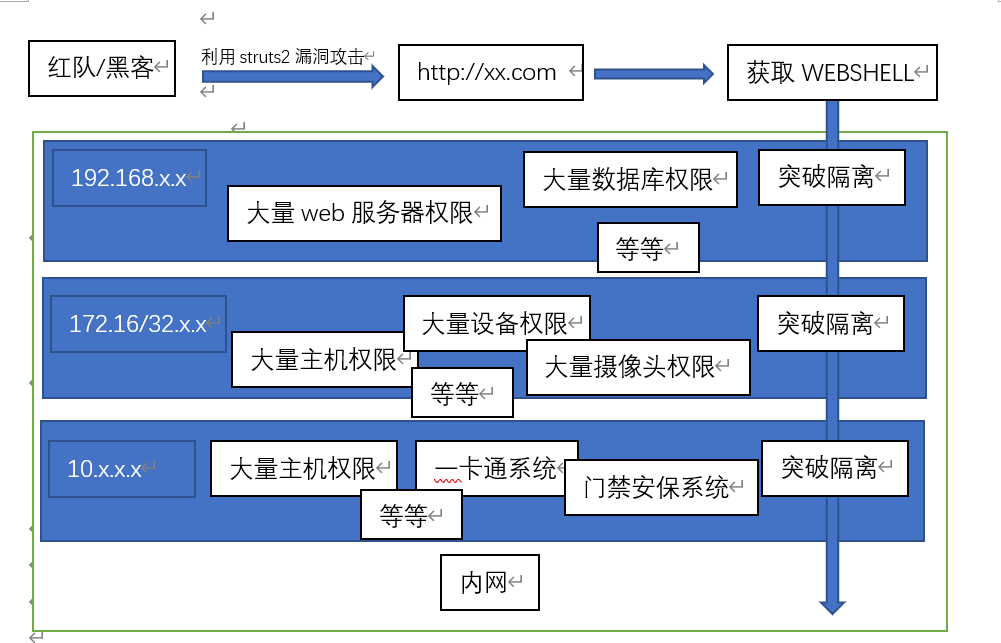 红队/黑客
利用 struts2 漏洞攻击
http://xx.com
获取 WEBSHELL
192.168.x.x
大量 web 服务器权限
大量数据库权限
等等
突破隔离
172.16/32.x.x
大量主机权限
大量设备权限
等等
大量摄像头权限
突破隔离
10.x.x.x
大量主机权限
等等
一卡通系统
门禁安保系统
突破隔离
内网